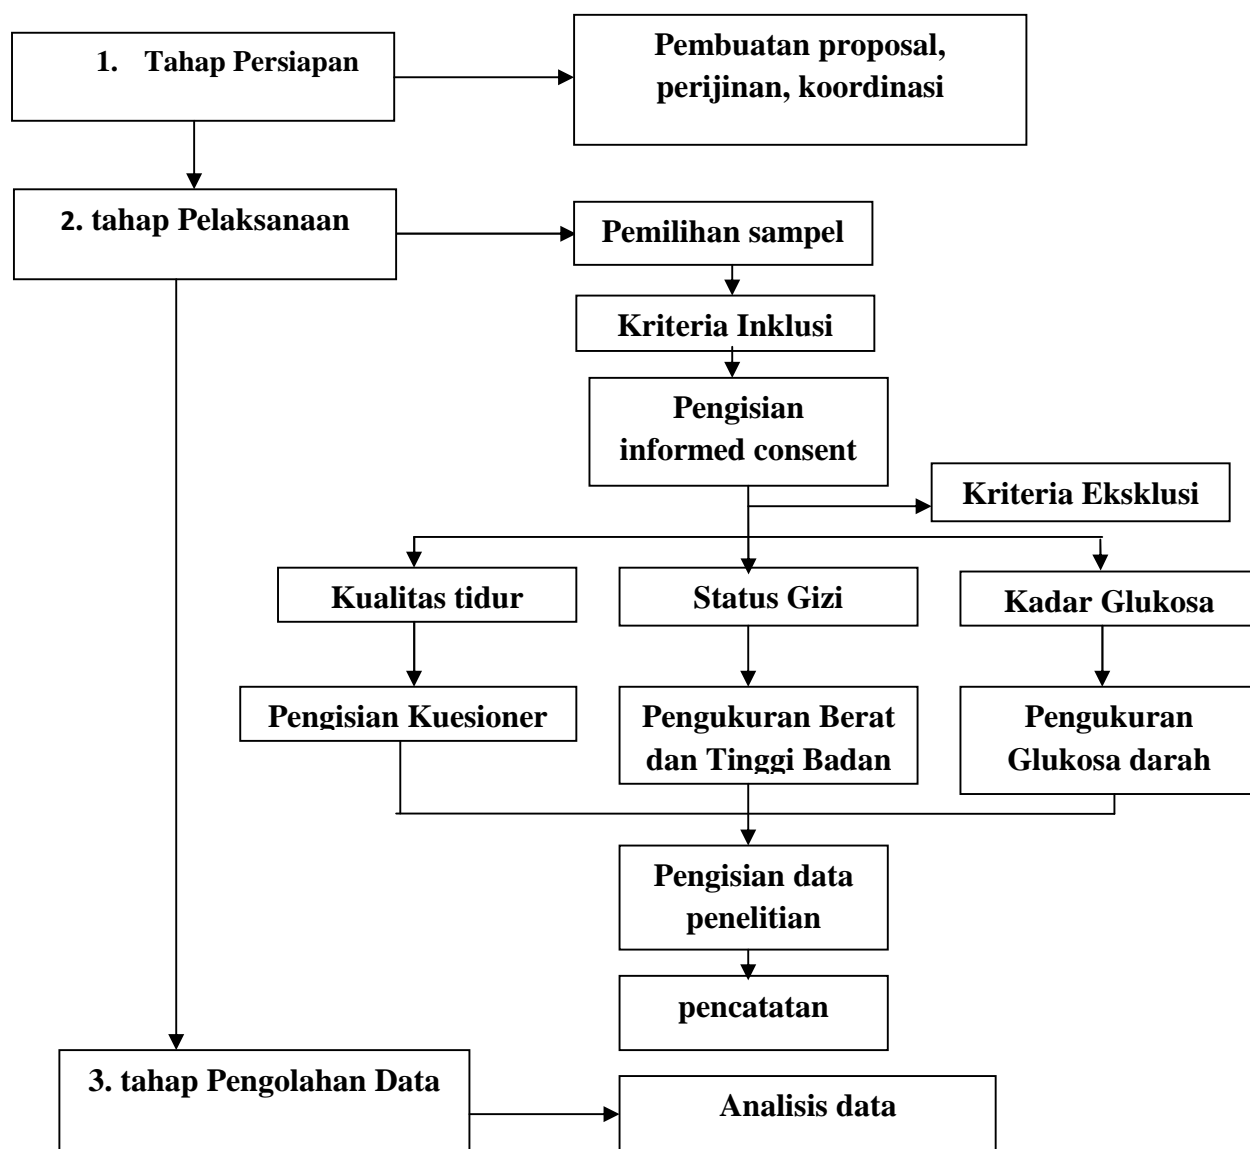 1. Tahap Persiapan
Pembuatan proposal,
perijinan, koordinasi
2. tahap Pelaksanaan
Pemilihan sampel
Kriteria Inklusi
Pengisian
informed consent
Kriteria Eksklusi
Kualitas tidur
Status Gizi
Kadar Glukosa
Pengisian Kuesioner
Pengukuran Berat
dan Tinggi Badan
Pengukuran
Glukosa darah
Pengisian data
penelitian
pencatatan
3. tahap Pengolahan Data
Analisis data